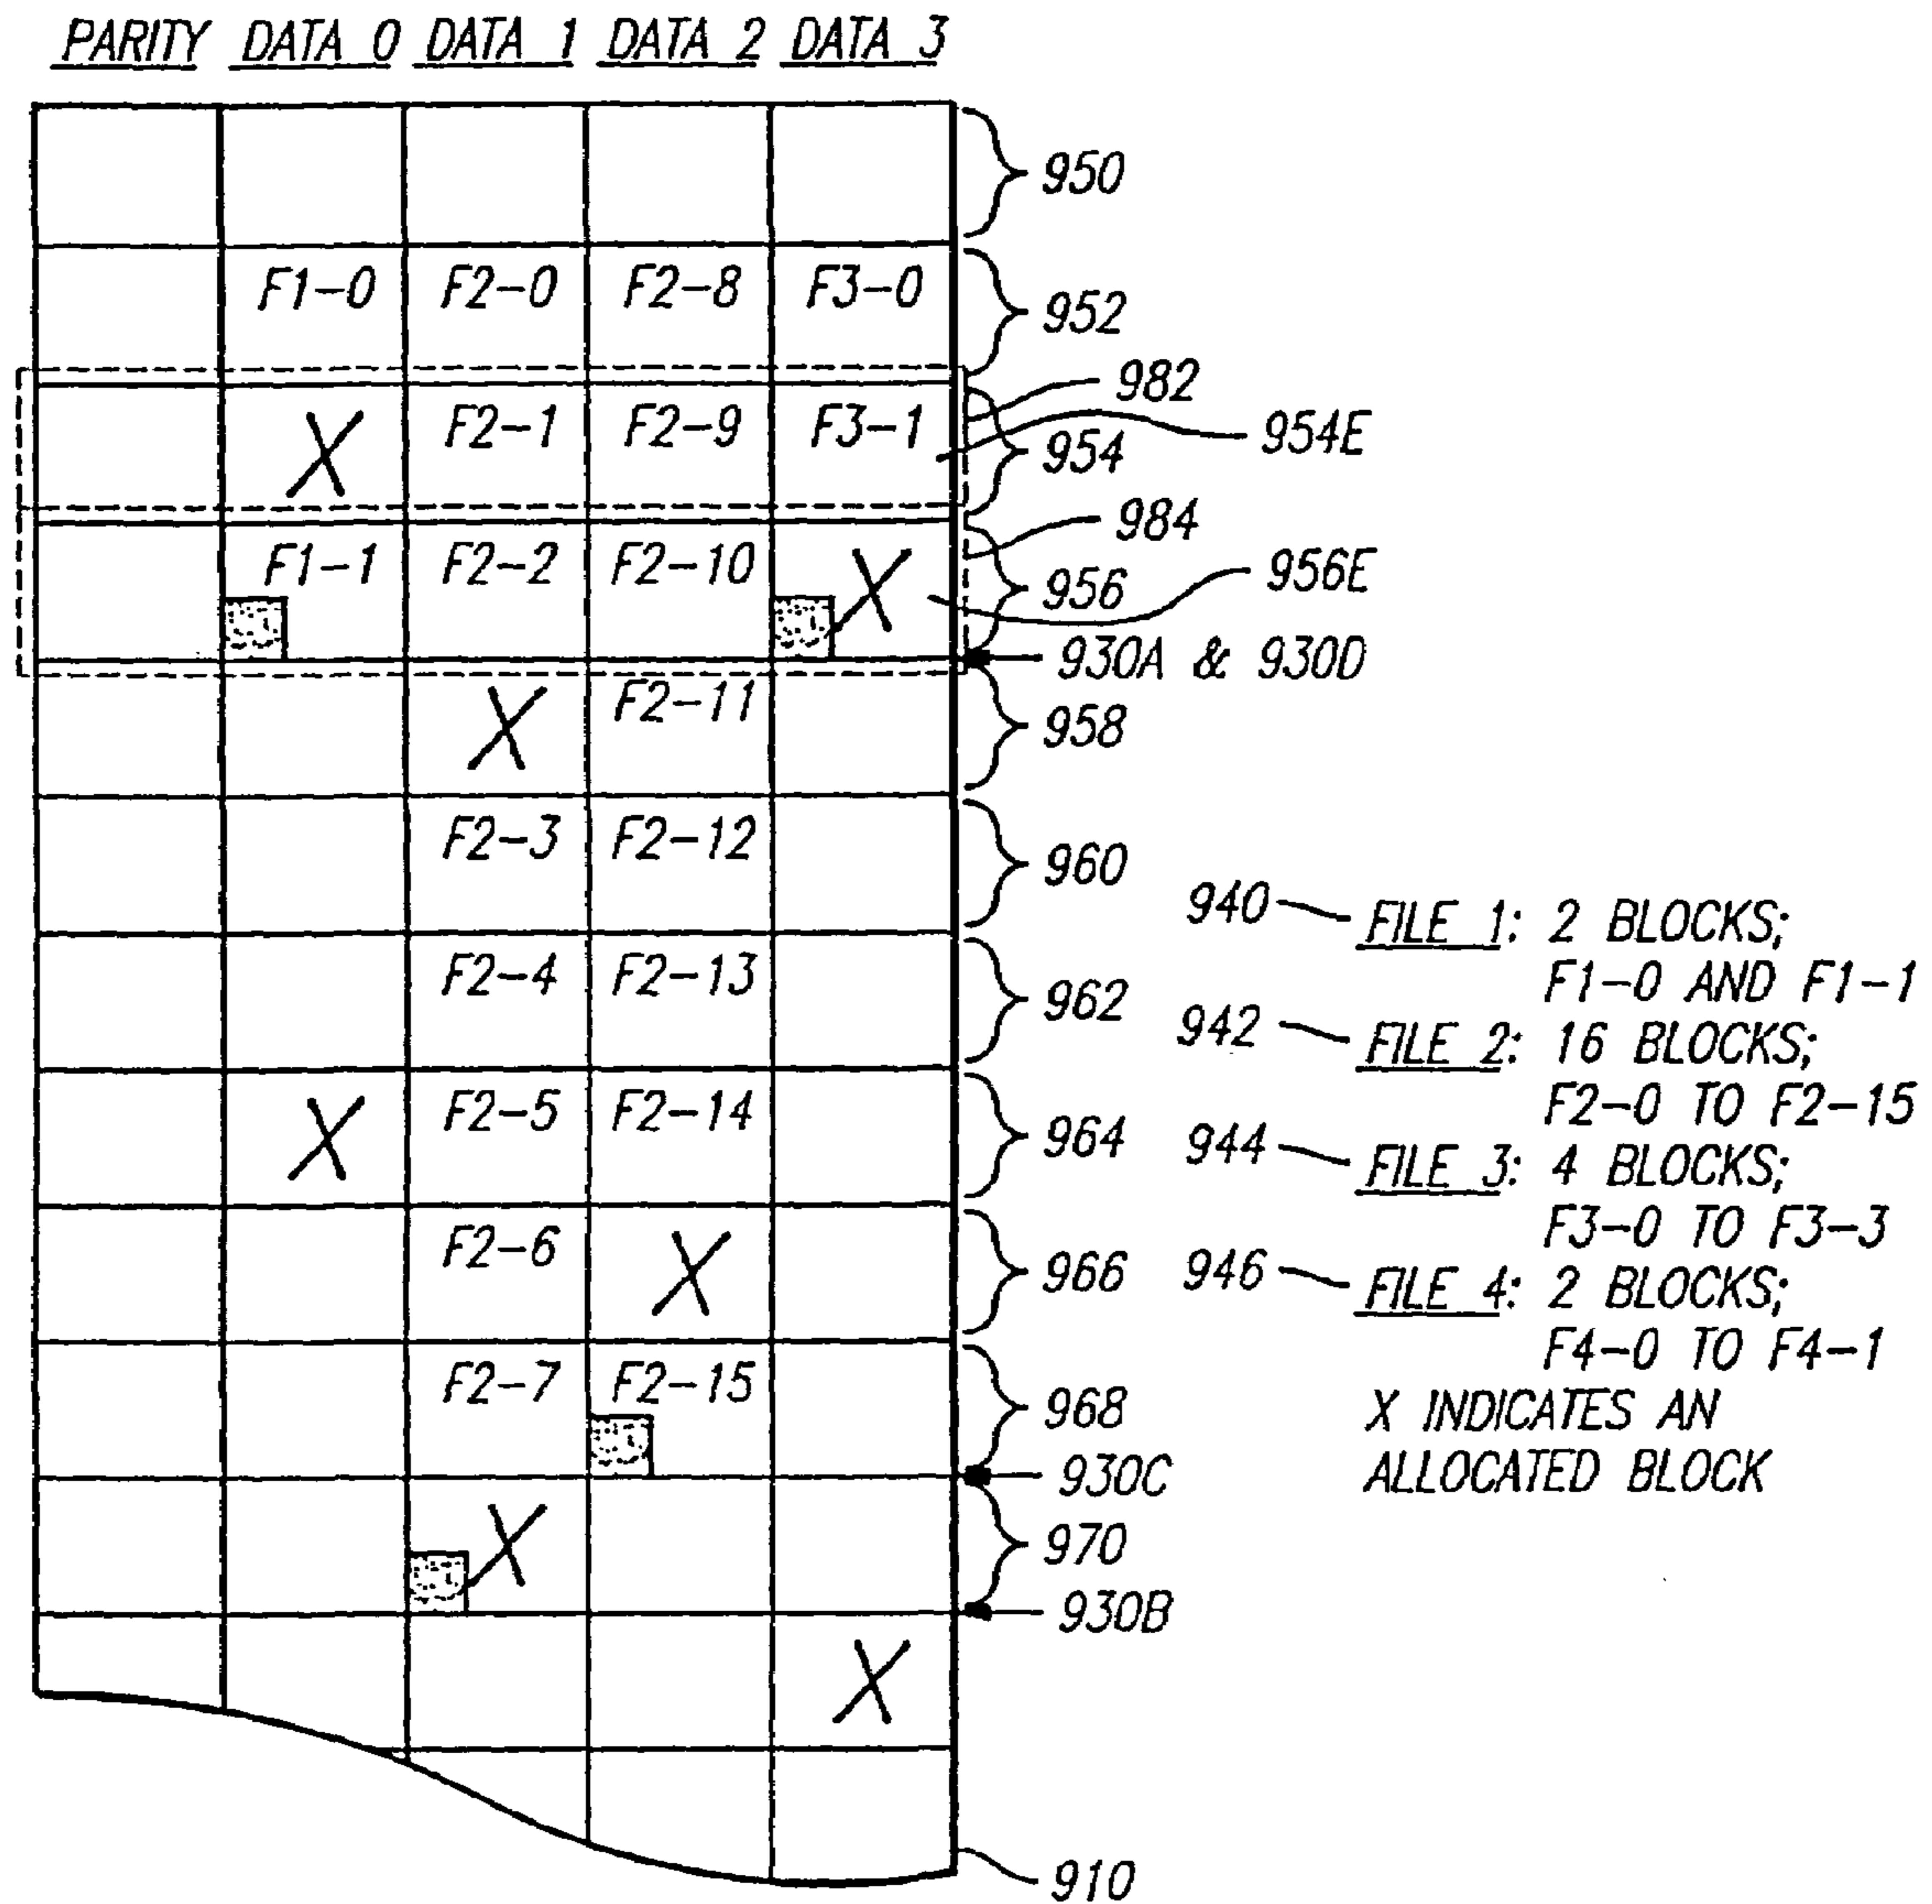 PARITY DATA 0 DATA 1 DATA 2 DATA 3
950
F1-0 F2-0 F2-8 F3-0
952
982
X F2-1 F2-9 F3-1
954E
954
984
F1-1 F2-2 F2-10 X
956E
956
930A & 930D
X F2-11
958
F2-3 F2-12
960
940 FILE 1: 2 BLOCKS;
F1-0 AND F1-1
F2-4 F2-13
962
942 FILE 2: 16 BLOCKS;
F2-0 TO F2-15
X F2-5 F2-14
964
944 FILE 3: 4 BLOCKS;
F3-0 TO F3-3
F2-6 X
966
946 FILE 4: 2 BLOCKS;
F4-0 TO F4-1
F2-7 F2-15
968
X INDICATES AN
ALLOCATED BLOCK
930C
X
970
930B
X
910